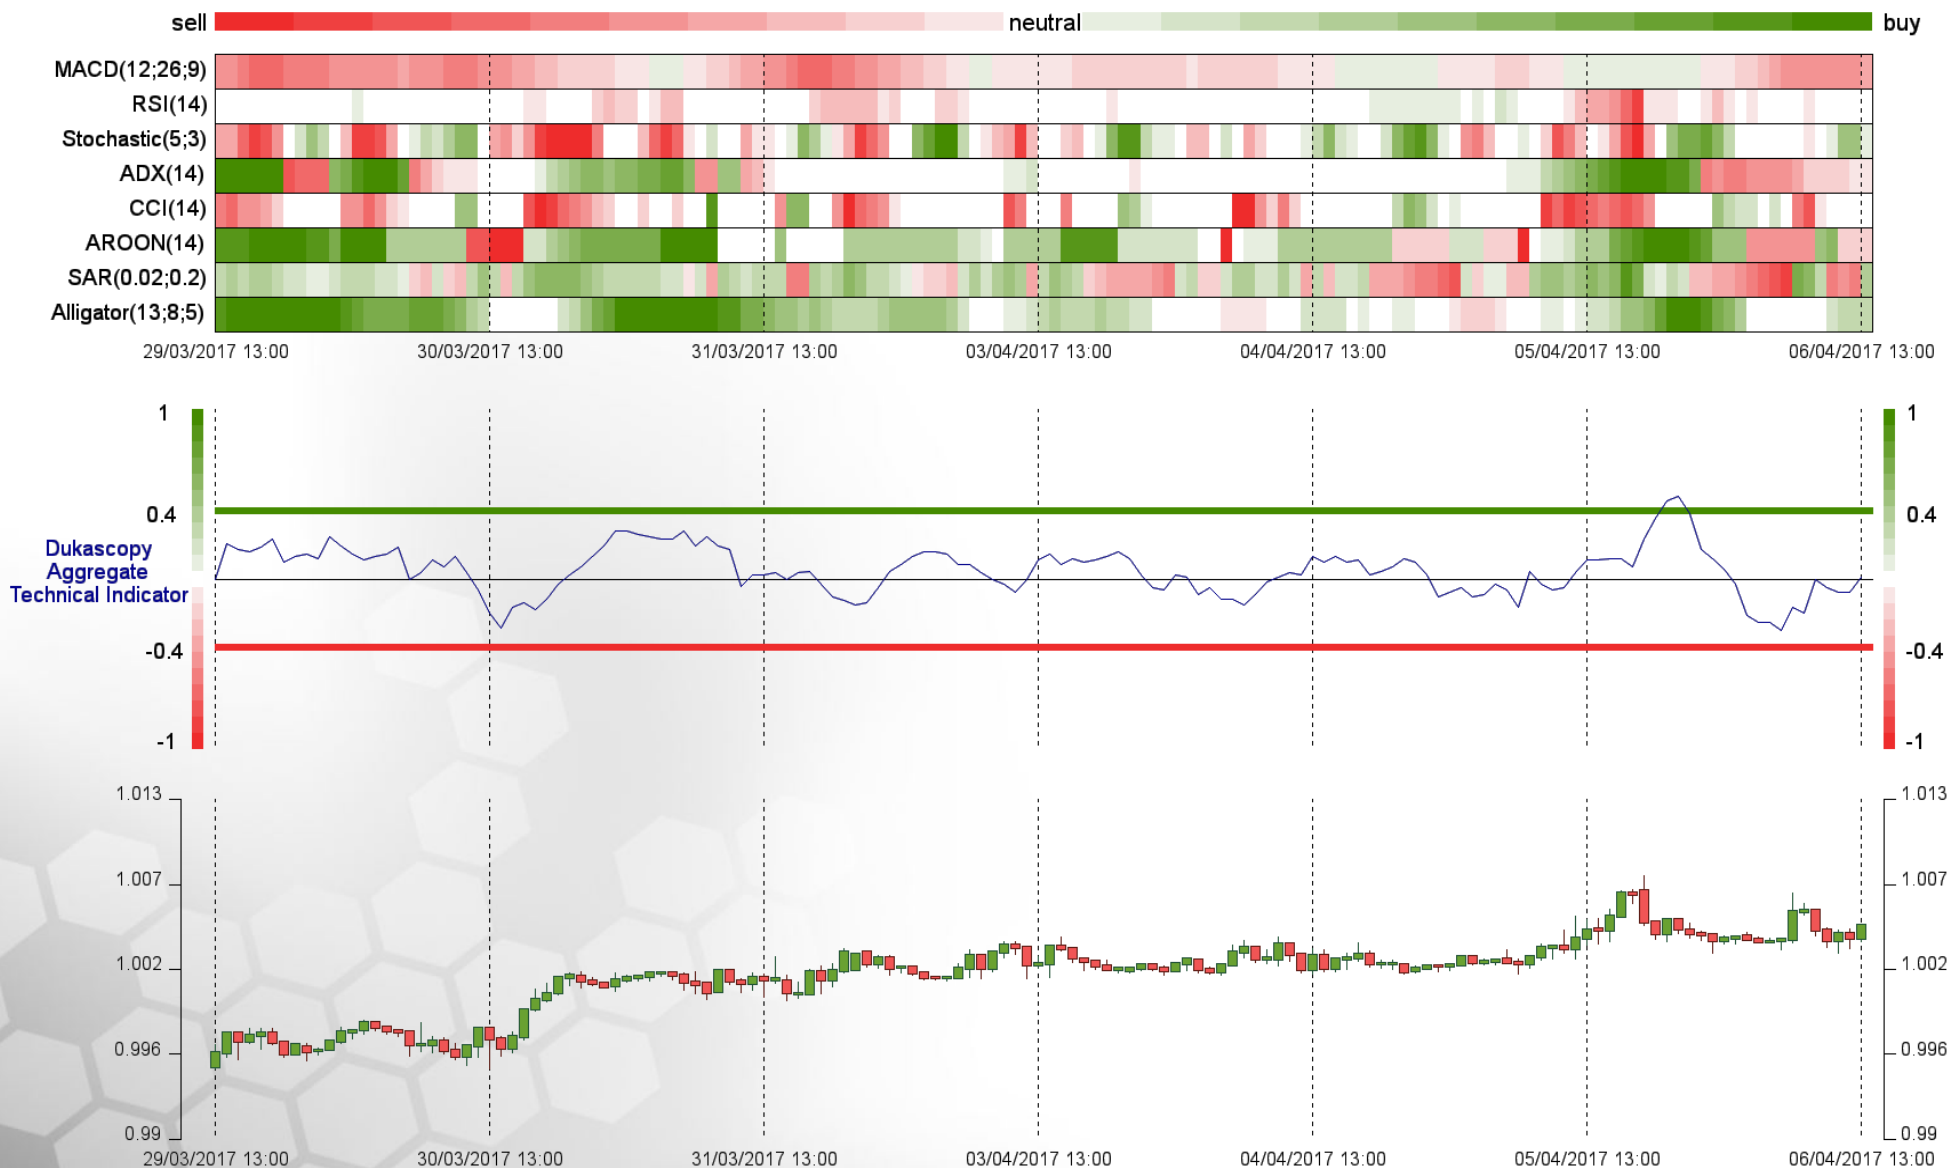 sell neutral buy
MACD(12;26;9)
RSI(14)
Stochastic(5;3)
ADX(14)
CCI(14)
AROON(14)
SAR(0.02;0.2)
Alligator(13;8;5)
29/03/2017 13:00 30/03/2017 13:00 31/03/2017 13:00 03/04/2017 13:00 04/04/2017 13:00 05/04/2017 13:00 06/04/2017 13:00
1 1
0.4 0.4
Dukascopy
Aggregate
Technical Indicator
-0.4 -0.4
-1 -1
1.013 1.013
1.007 1.007
1.002 1.002
0.996 0.996
0.99 0.99
29/03/2017 13:00 30/03/2017 13:00 31/03/2017 13:00 03/04/2017 13:00 04/04/2017 13:00 05/04/2017 13:00 06/04/2017 13:00